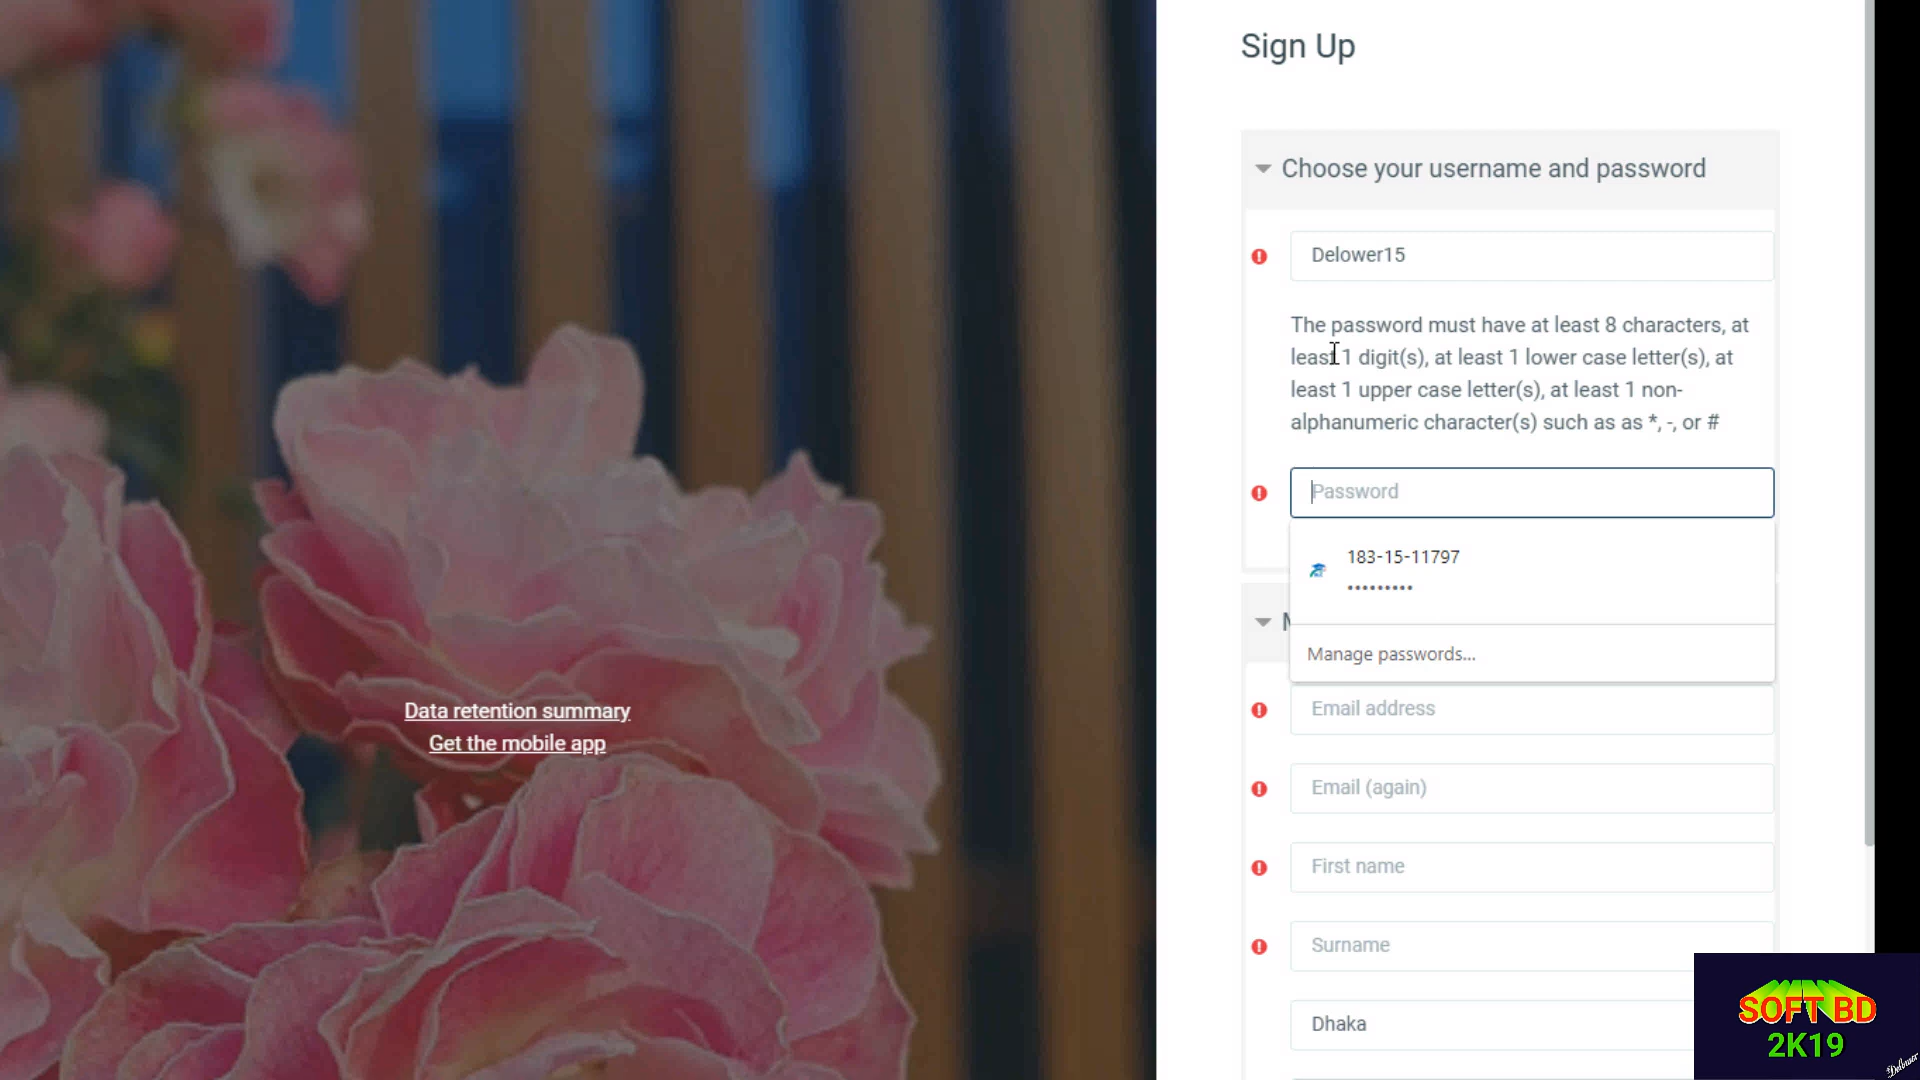 Sign Up
Choose your username and password
Delower15
The password must have at least 8 characters, at
least 1 digit(s), at least 1 lower case letter(s), at
least 1 upper case letter(s), at least 1 non-
alphanumeric character(s) such as as *, -, or #
Password
183-15-11797
•••••••••
Manage passwords...
Email address
Email (again)
First name
Surname
Dhaka
Data retention summary
Get the mobile app
SOFT BD
2K19
Delower